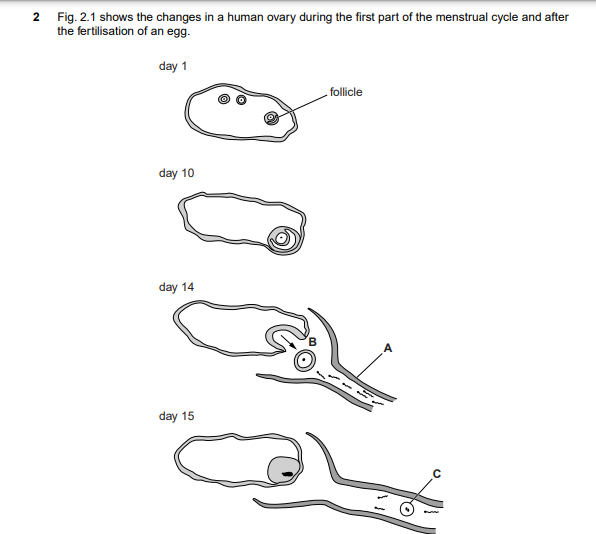 2 Fig. 2.1 shows the changes in a human ovary during the first part of the menstrual cycle and after
the fertilisation of an egg.
day 1
follicle
day 10
day 14
B
A
day 15
C